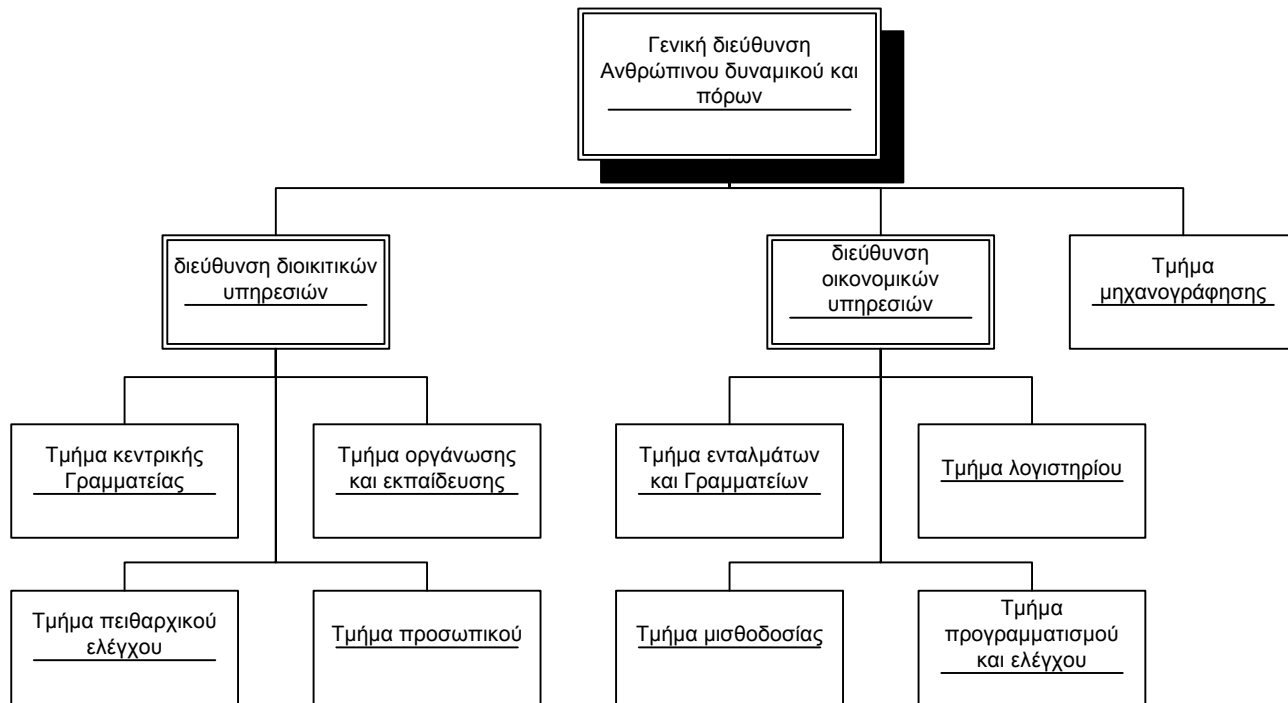 Γενική διεύθυνση
Ανθρώπινου δυναμικού και
πόρων
διεύθυνση διοικιτικών
υπηρεσιών
διεύθυνση
οικονομικών
υπηρεσιών
Τμήμα
μηχανογράφησης
Τμήμα κεντρικής
Γραμματείας
Τμήμα οργάνωσης
και εκπαίδευσης
Τμήμα ενταλμάτων
και Γραμματείων
Τμήμα λογιστηρίου
Τμήμα πειθαρχικού
ελέγχου
Τμήμα προσωπικού
Τμήμα μισθοδοσίας
Τμήμα
προγραμματισμού
και ελέγχου